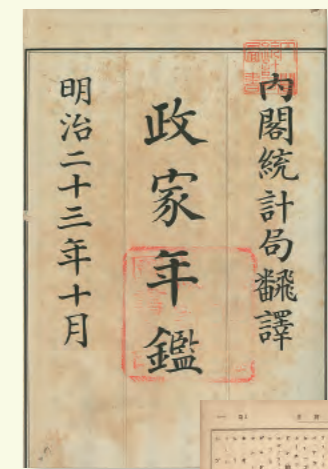 内閣統計局飜譯
政家年鑑
明治二十三年十月